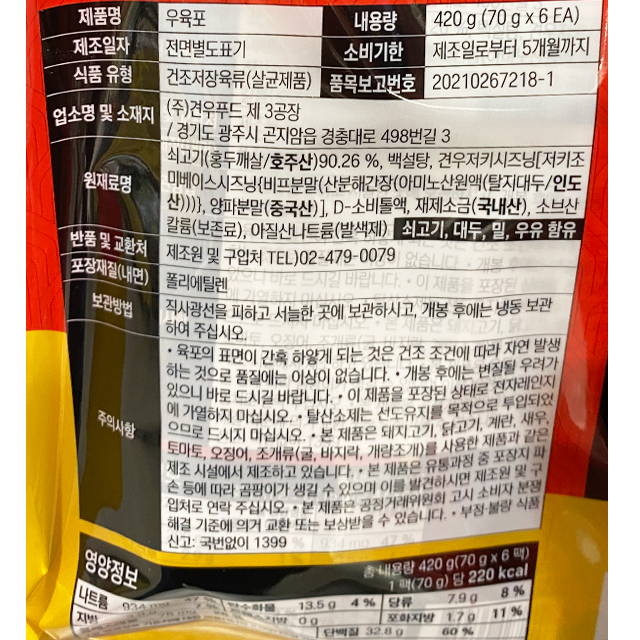 제품명 우육포 내용량 420 g (70 g x 6 EA)
제조일자 전면별도표기 소비기한 제조일로부터 5개월까지
식품 유형 건조저장육류(살균제품) 품목보고번호 20210267218-1
업소명 및 소재지 (주)견우푸드 제 3공장
/ 경기도 광주시 곤지암읍 경충대로 498번길 3
원재료명 쇠고기(홍두깨살/호주산)90.26 %, 백설탕, 견우저키시즈닝[저키조
미베이스시즈닝{비프분말(산분해간장(아미노산원액(탈지대두/인도
산)))}, 양파분말(중국산)], D-소비톨액, 재제소금(국내산), 소브산
칼륨(보존료), 아질산나트륨(발색제) 쇠고기, 대두, 밀, 우유 함유
반품 및 교환처 제조원 및 구입처 TEL)02-479-0079
포장재질(내면) 폴리에틸렌
보관방법 직사광선을 피하고 서늘한 곳에 보관하시고, 개봉 후에는 냉동 보관
하여 주십시오.
주의사항 • 육포의 표면이 간혹 하얗게 되는 것은 건조 조건에 따라 자연 발생
하는 것으로 품질에는 이상이 없습니다. • 개봉 후에는 변질될 우려가
있으니 바로 드시길 바랍니다. • 이 제품을 포장된 상태로 전자레인지
에 가열하지 마십시오. • 탈산소제는 선도유지를 목적으로 투입되었
으므로 드시지 마십시오. • 본 제품은 돼지고기, 닭고기, 계란, 새우,
토마토, 오징어, 조개류(굴, 바지락, 개량조개)를 사용한 제품과 같은
제조 시설에서 제조하고 있습니다. • 본 제품은 유통과정 중 포장지 파
손 등에 따라 곰팡이가 생길 수 있으며 이를 발견하시면 제조원 및 구
입처로 연락 주십시오. • 본 제품은 공정거래위원회 고시 소비자 분쟁
해결 기준에 의거 교환 또는 보상받을 수 있습니다. • 부정·불량 식품
신고: 국번없이 1399
영양정보 총 내용량 420 g(70 g x 6 팩)
1 팩(70 g) 당 220 kcal
나트륨 934 mg 47 % 탄수화물 13.5 g 4 % 당류 7.9 g 8 %
지방 0 g 포화지방 1.7 g 11 %
단백질 32.8 g 60 %